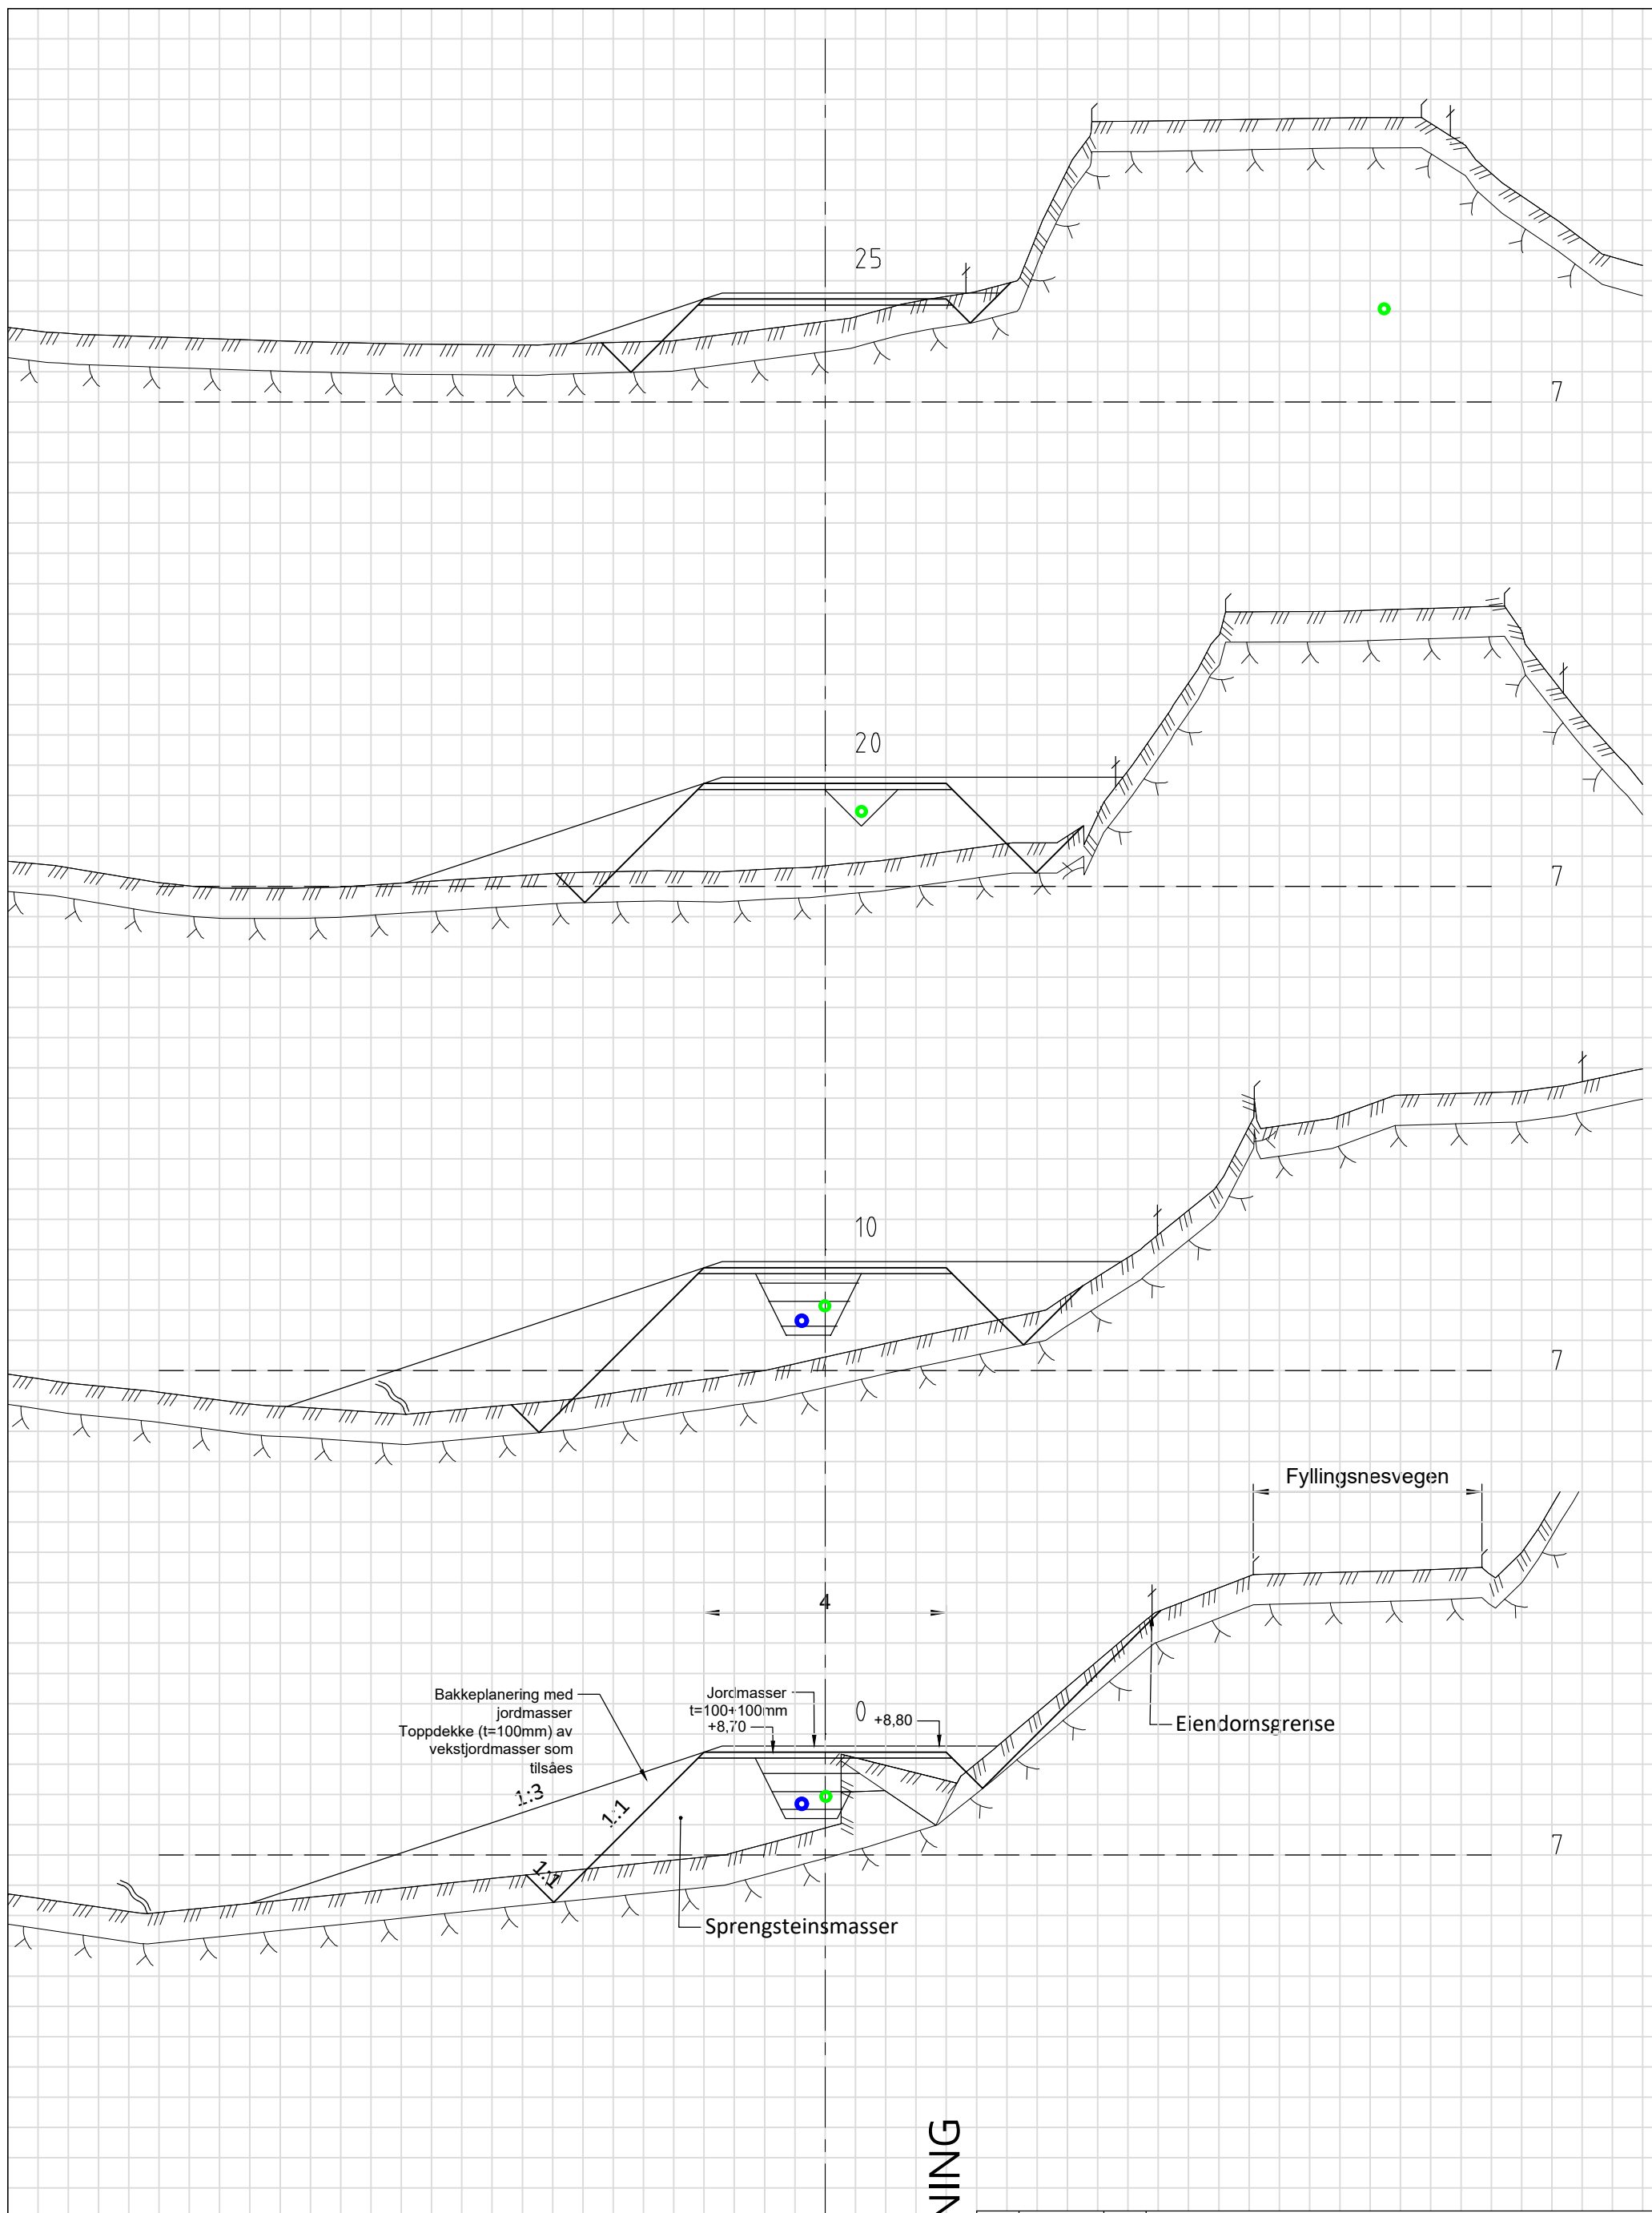 25
7
20
7
10
7
Fyllingsnesvegen
4
Bakkeplanering med
jordmasser
Toppdekke (t=100mm) av
vekstjordmasser som
tilsåes
Jordmasser
t=100+100mm
+8,70
0
+8,80
Eiendomsgrense
1:3
1:1
7
1:1
Sprengsteinsmasser
NING